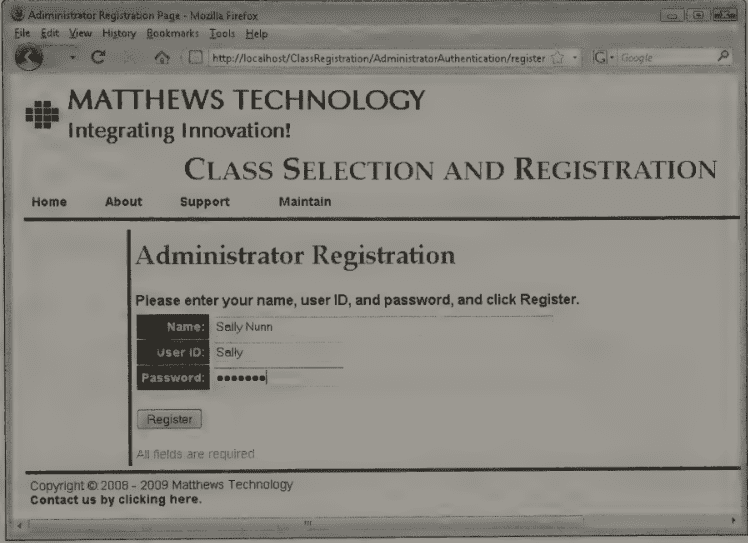 Administrator Registration Page - Mozilla Firefox
File Edit View History Bookmarks Tools Help
http://localhost/ClassRegistration/AdministratorAuthentication/register
Google
MATTHEWS TECHNOLOGY
Integrating Innovation!
CLASS SELECTION AND REGISTRATION
Home About Support Maintain
Administrator Registration
Please enter your name, user ID, and password, and click Register.
Name: Sally Nunn
User ID: Sally
Password: •••••••
Register
All fields are required
Copyright © 2008 - 2009 Matthews Technology
Contact us by clicking here.